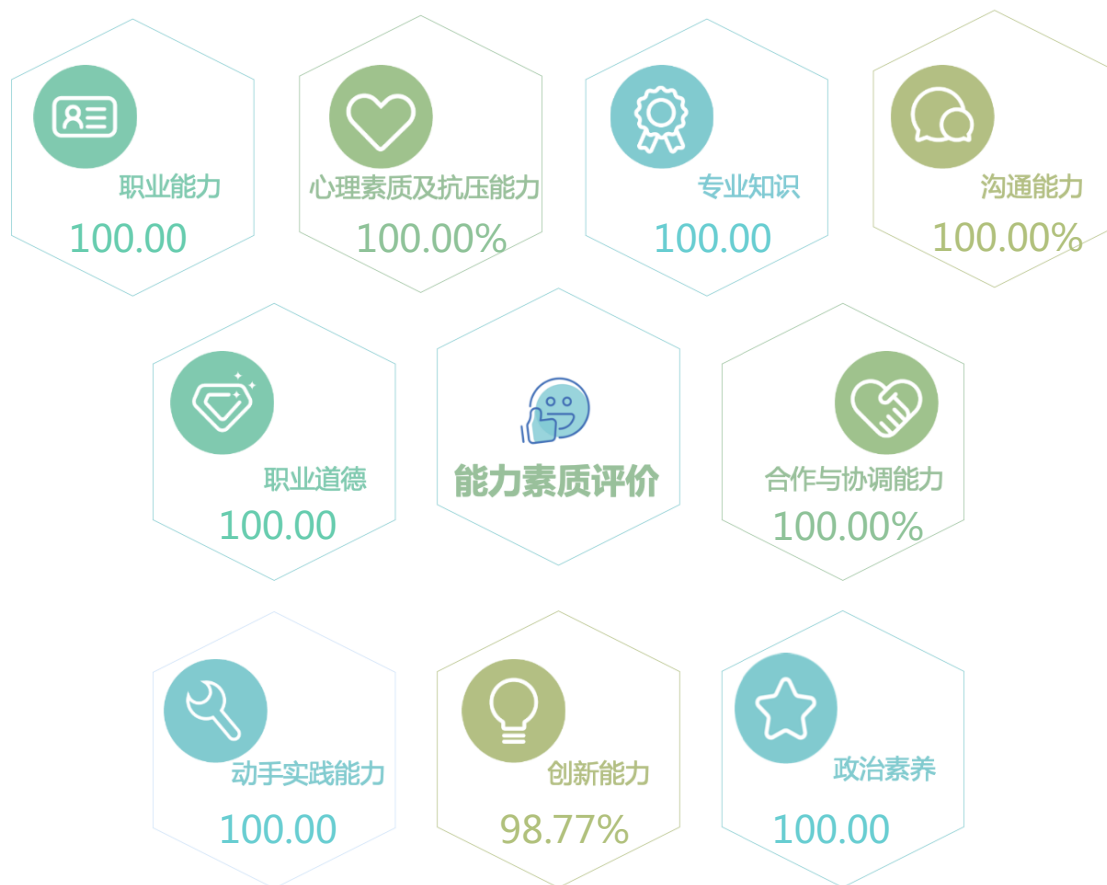 职业能力
100.00
心理素质及抗压能力
100.00%
专业知识
100.00
沟通能力
100.00%
职业道德
100.00
能力素质评价
合作与协调能力
100.00%
动手实践能力
100.00
创新能力
98.77%
政治素养
100.00